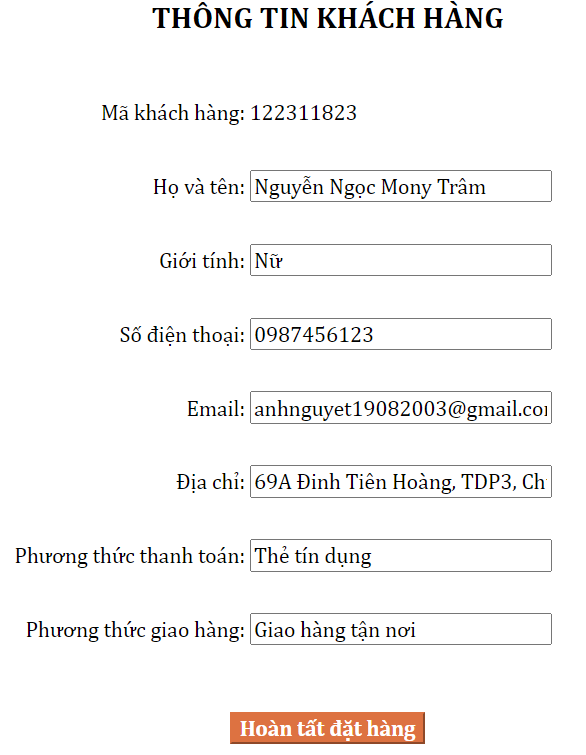 THÔNG TIN KHÁCH HÀNG
Mã khách hàng: 122311823
Họ và tên: Nguyễn Ngọc Mony Trâm
Giới tính: Nữ
Số điện thoại: 0987456123
Email: anhnguyet19082003@gmail.co
Địa chỉ: 69A Đinh Tiên Hoàng, TDP3, Ch
Phương thức thanh toán: Thẻ tín dụng
Phương thức giao hàng: Giao hàng tận nơi
Hoàn tất đặt hàng